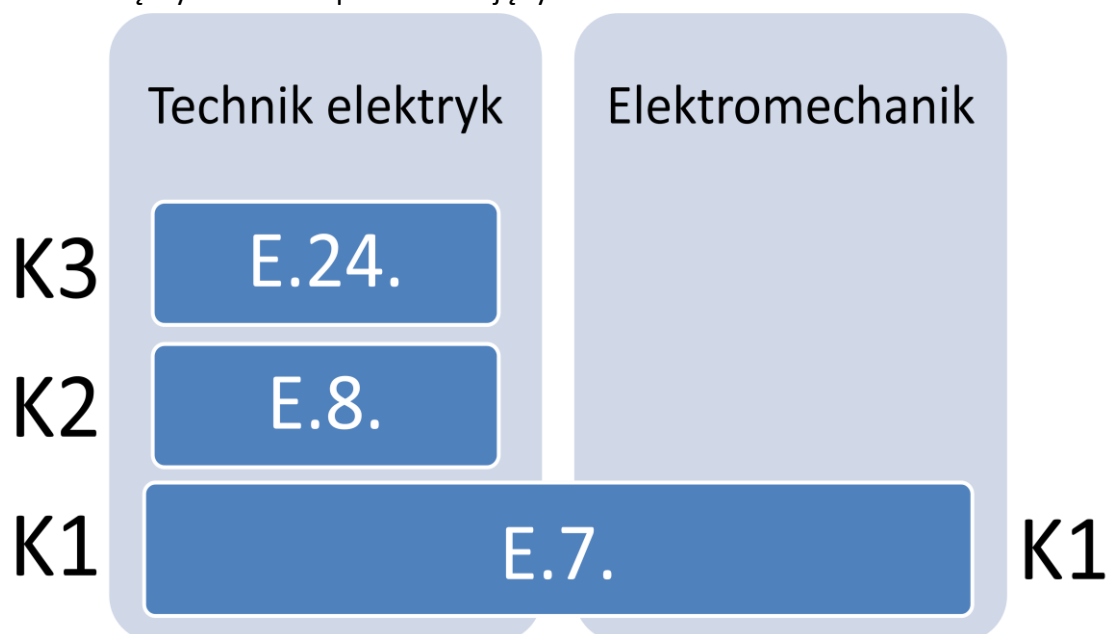 Technik elektryk
Elektromechanik
K3
E.24.
K2
E.8.
K1
E.7.
K1